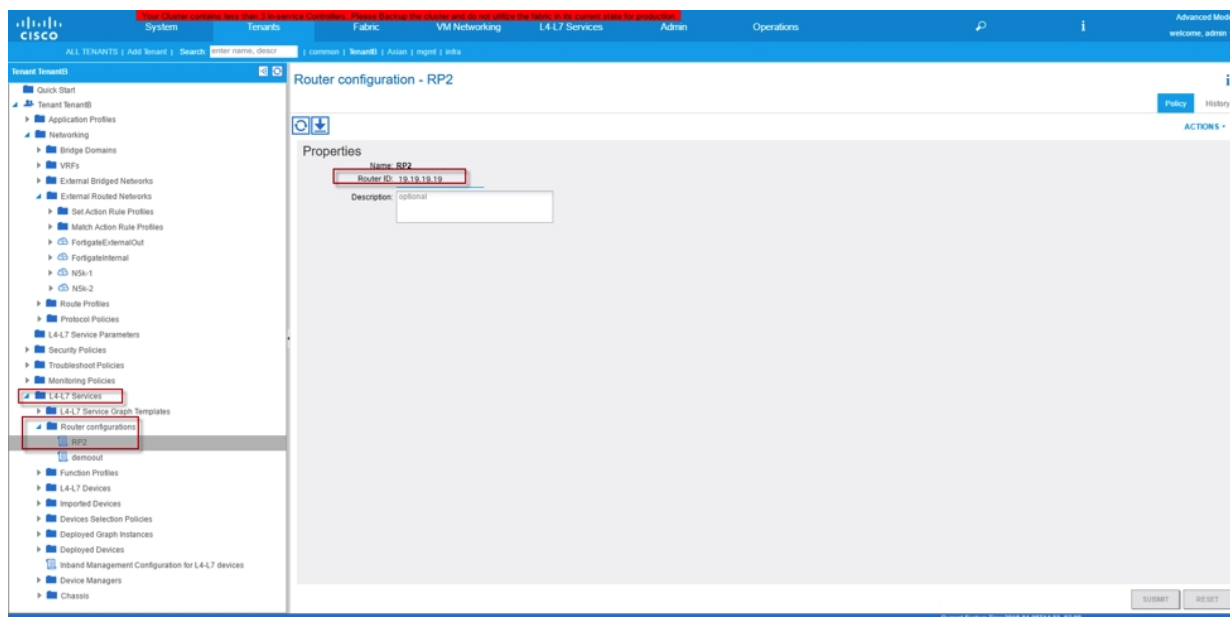 Your Cluster contains less than 3 In-service Controllers. Please Backup the cluster and do not utilize the fabric in its current state for production.
CISCO
System Tenants Fabric VM Networking L4-L7 Services Admin Operations
i
Advanced Mode
welcome, admin
ALL TENANTS | Add Tenant | Search: enter name, descr | common | TenantB | Asian | mgmt | infra
Tenant TenantB
Quick Start
Tenant TenantB
Application Profiles
Networking
Bridge Domains
VRFs
External Bridged Networks
External Routed Networks
Set Action Rule Profiles
Match Action Rule Profiles
FortigateExternalOut
FortigateInternal
N5k-1
N5k-2
Route Profiles
Protocol Policies
L4-L7 Service Parameters
Security Policies
Troubleshoot Policies
Monitoring Policies
L4-L7 Services
L4-L7 Service Graph Templates
Router configurations
RP2
demoout
Function Profiles
L4-L7 Devices
Imported Devices
Devices Selection Policies
Deployed Graph Instances
Deployed Devices
Inband Management Configuration for L4-L7 devices
Device Managers
Chassis
Router configuration - RP2
i
Policy History
ACTIONS
Properties
Name: RP2
Router ID: 19.19.19.19
Description: optional
SUBMIT RESET